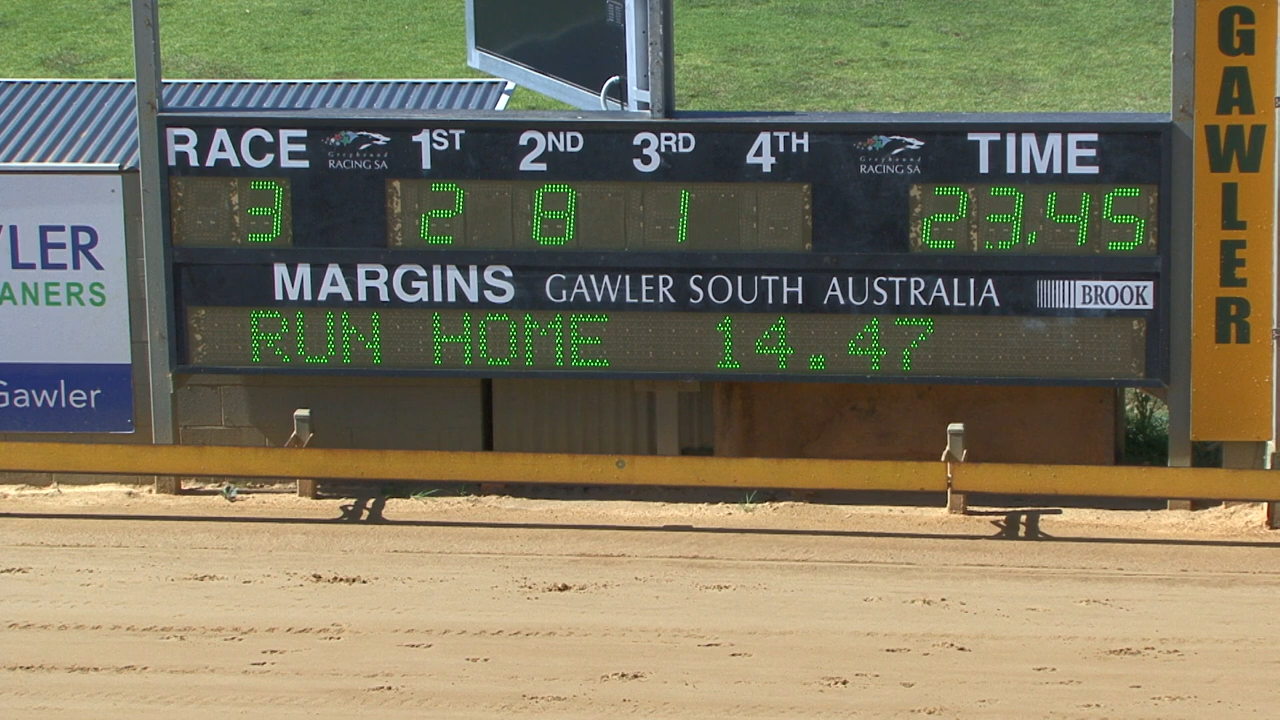 GAWLER
RACE 1ST 2ND 3RD 4TH TIME
Greyhound RACING SA
Greyhound RACING SA
3 2 8 1 23.45
MARGINS GAWLER SOUTH AUSTRALIA BROOK
RUN HOME 14.47
LER
ANERS
Gawler